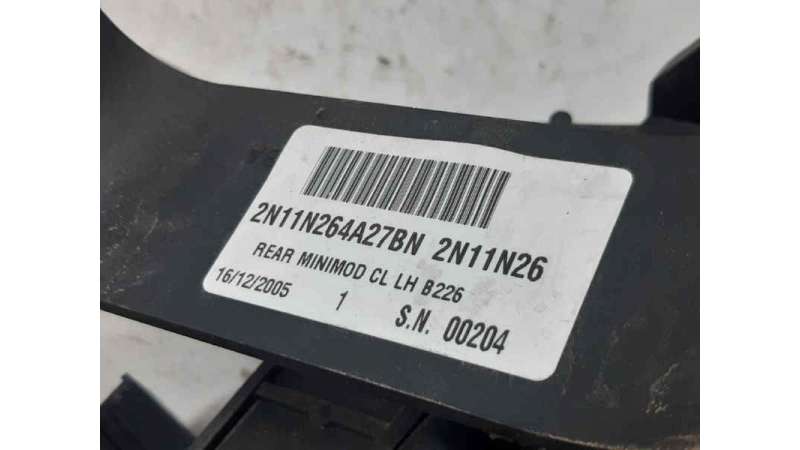 2N11N264A27BN 2N11N26
REAR MINIMOD CL LH B226
16/12/2005 1 S.N. 00204